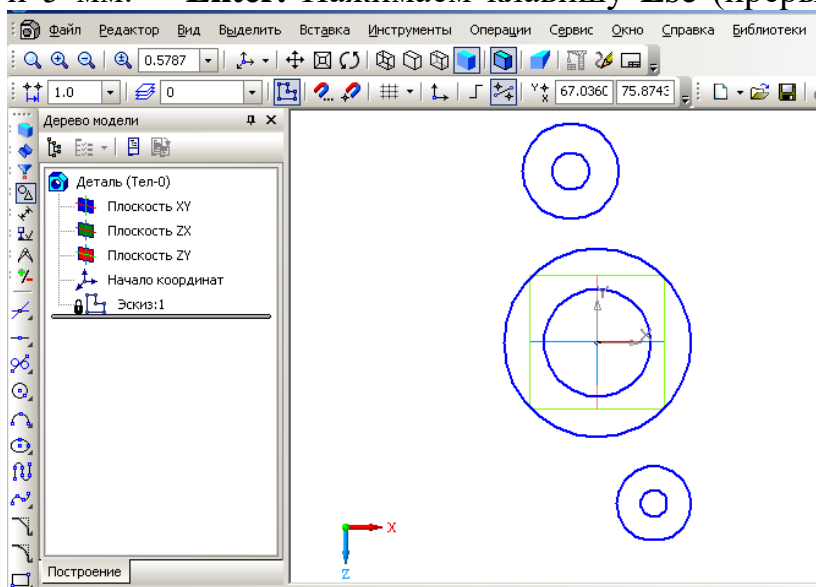 и 5 мм. – Enter. Нажимаем клавишу Esc (преры
Файл Редактор Вид Выделить Вставка Инструменты Операции Сервис Окно Справка Библиотеки
0.5787
1.0 0 67.036 75.8743
Дерево модели
Деталь (Тел-0)
Плоскость XY
Плоскость ZX
Плоскость ZY
Начало координат
Эскиз:1
Y
X
X
Z
Построение